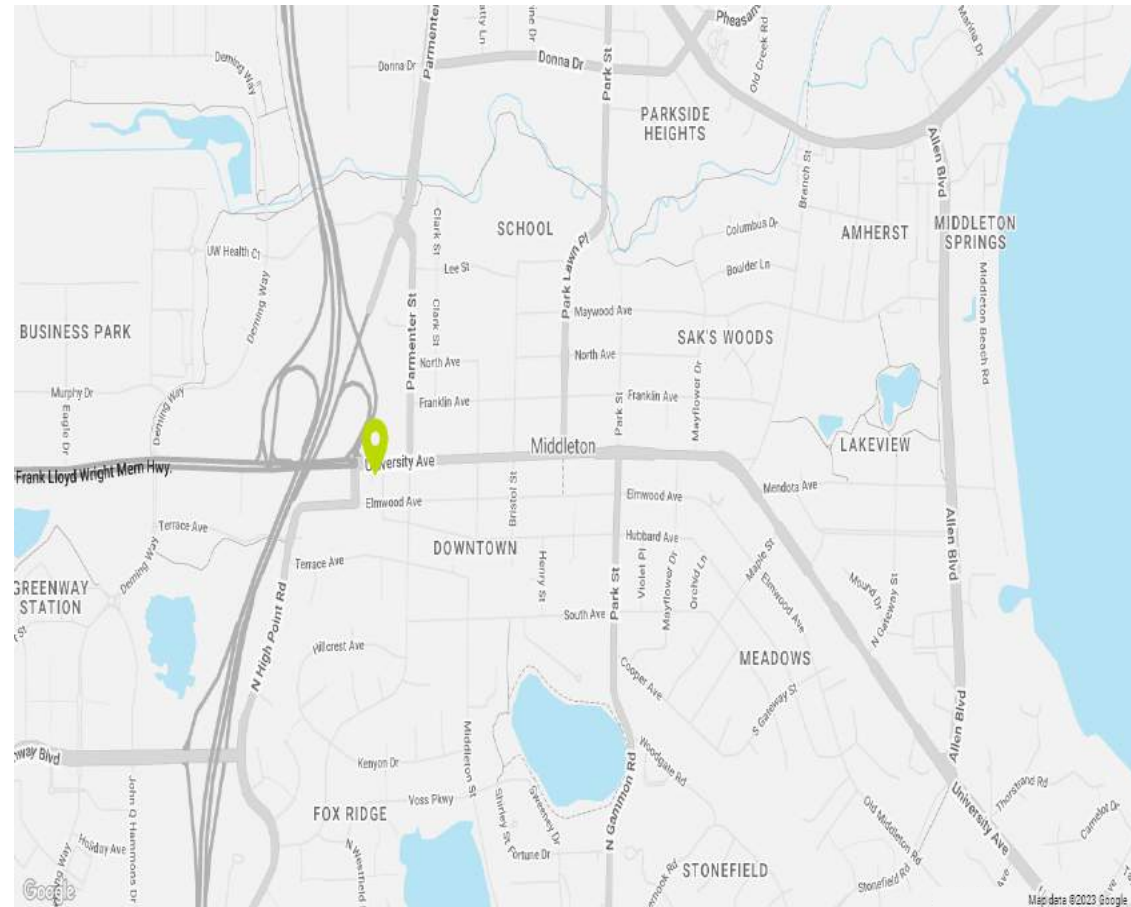 Pheasant
Old Creek Rd
Marina Dr
Deming Way
Donna Dr
Parmenter
Donna Dr
Park St
PARKSIDE
HEIGHTS
Allen Blvd
Branch St
Clark St
SCHOOL
Columbus Dr
AMHERST
MIDDLETON
SPRINGS
UW Health Ct
Lee St
Park Lawn Pl
Boulder Ln
Deming Way
Middleton Beach Rd
BUSINESS PARK
Clark St
Parmenter St
Maywood Ave
SAK'S WOODS
North Ave
North Ave
Murphy Dr
Eagle Dr
Deming Way
Franklin Ave
Park St
Franklin Ave
Mayflower Dr
Frank Lloyd Wright Mem Hwy.
University Ave
Middleton
LAKEVIEW
Elmwood Ave
Bristol St
Elmwood Ave
Mendota Ave
Terrace Ave
DOWNTOWN
Hubbard Ave
Allen Blvd
Deming Way
Terrace Ave
Henry St
Violet Pl
Mayflower Dr
Orchid Ln
Maple St
Elmwood Ave
Mound Dr
N Gateway St
GREENWAY
STATION
South Ave
Park St
N High Point Rd
Hillcrest Ave
Cooper Ave
MEADOWS
S Gateway St
way Blvd
Kenyon Dr
Middleton St
Woodgate Rd
Allen Blvd
John Q Hammons Dr
Voss Pkwy
Shirley St
Sweeney Dr
N Gammon Rd
University Ave
Thorstrand Rd
FOX RIDGE
Holiday Ave
N Westfield
Fortune Dr
Old Middleton Rd
Camelot Dr
STONEFIELD
Stonefield Rd
Google
Map data ©2023 Google